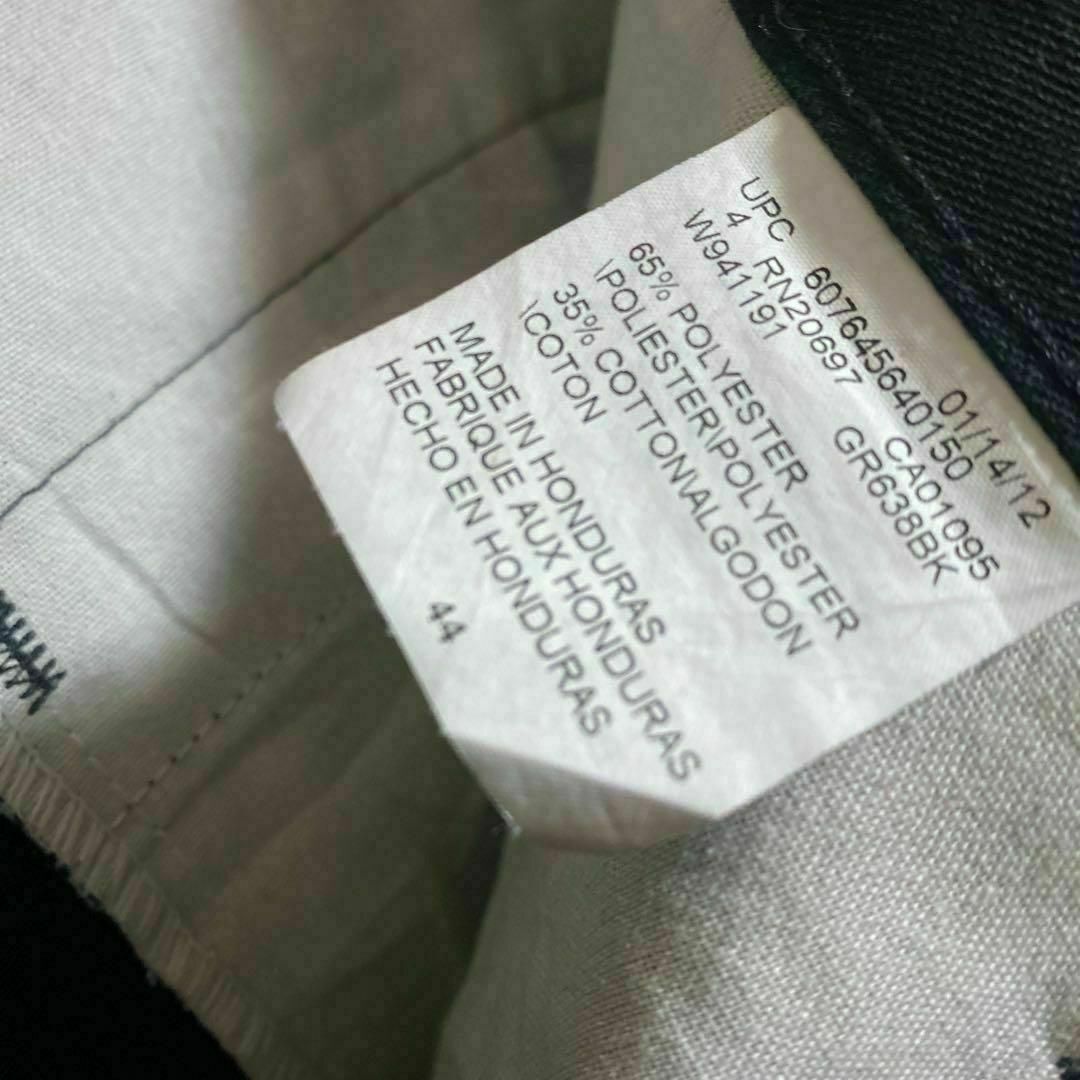 01/14/12
UPC 607645640150
4 RN20697 CA01095
W941191 GR638BK
65% POLYESTER
\POLIESTER\POLYESTER
35% COTTON\ALGODON
\COTON
MADE IN HONDURAS
FABRIQUE AUX HONDURAS
HECHO EN HONDURAS
44